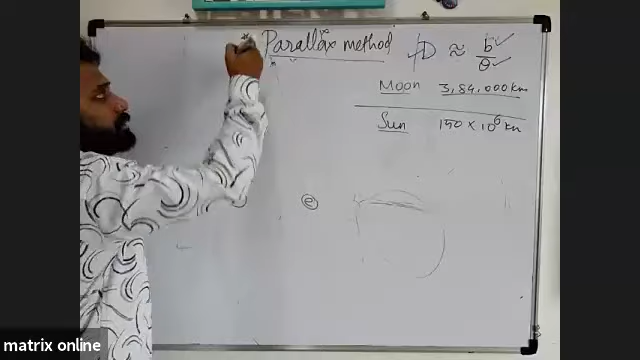 * Parallax method D ≈ b/θ
Moon 3,84,000 km
Sun 150 × 10⁶ km
e
matrix online